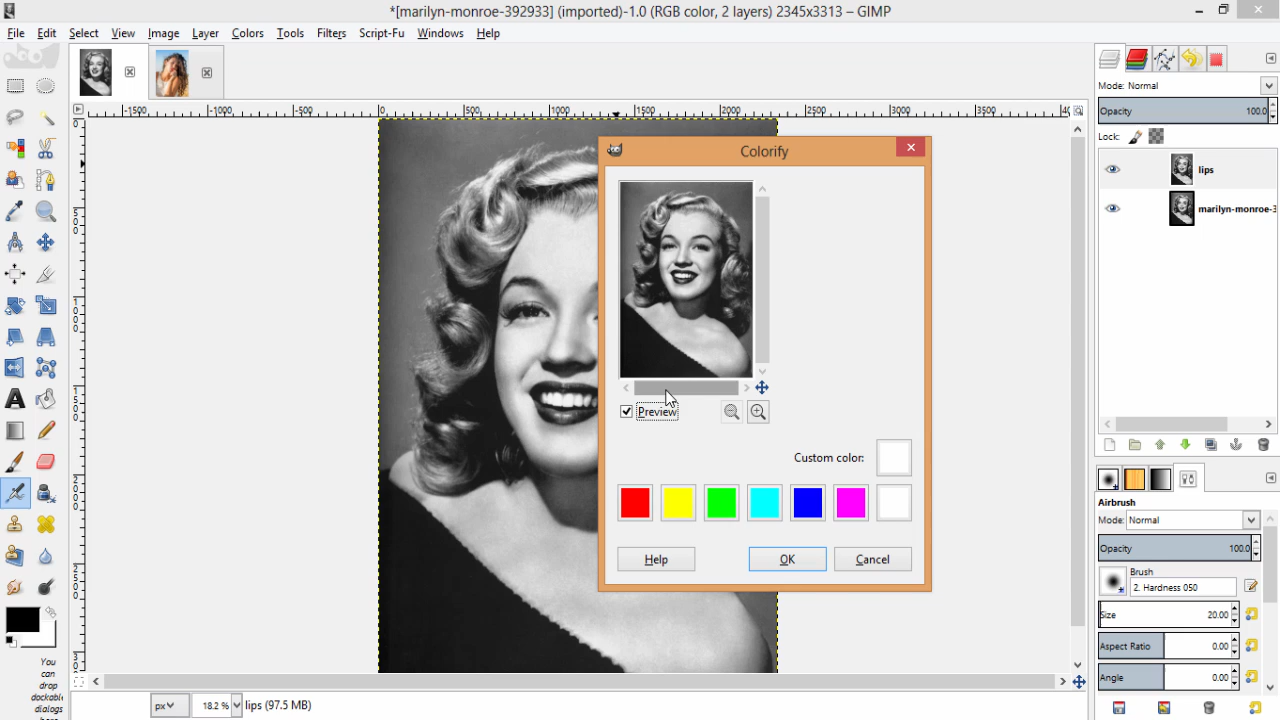 *[marilyn-monroe-392933] (imported)-1.0 (RGB color, 2 layers) 2345x3313 – GIMP
File Edit Select View Image Layer Colors Tools Filters Script-Fu Windows Help
Mode: Normal
Opacity 100.0
Lock:
-1500 -1000 -500 0 500 1000 1500 2000 2500 3000 3500
Colorify
lips
marilyn-monroe-3
Preview
Custom color:
Help OK Cancel
Airbrush
Mode: Normal
Opacity 100.0
Brush
2. Hardness 050
Size 20.00
Aspect Ratio 0.00
Angle 0.00
You
can
drop
dockable
dialogs
here
px 18.2 % lips (97.5 MB)